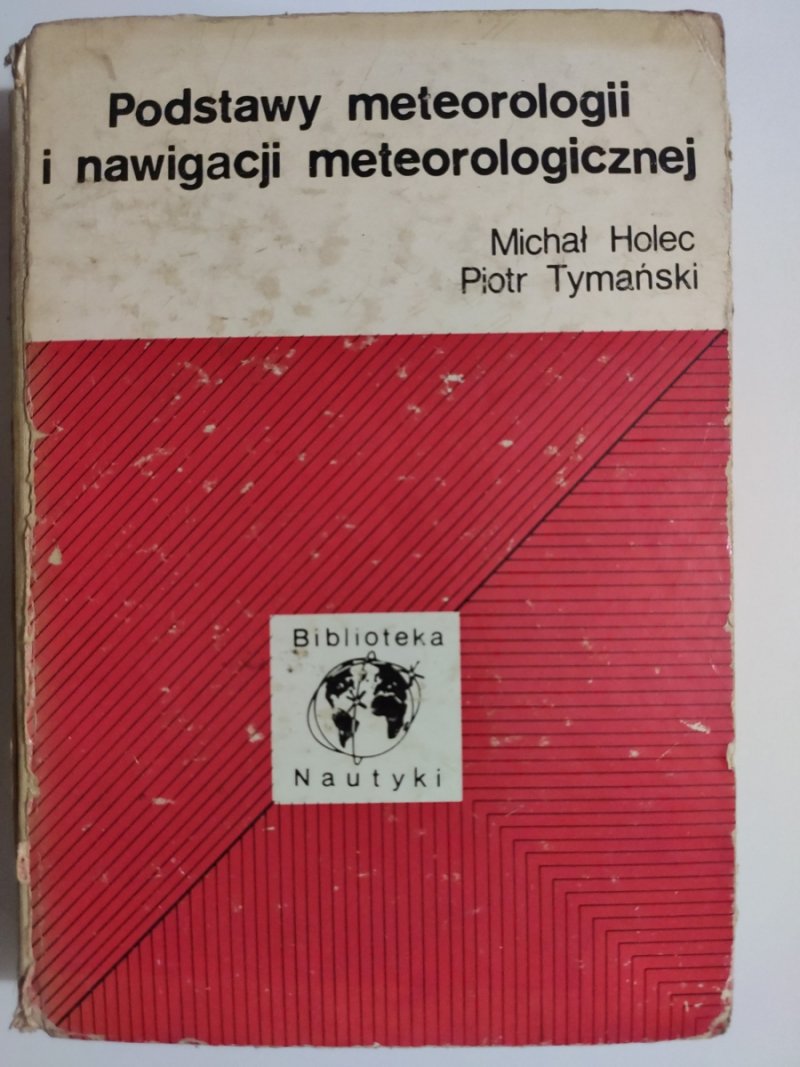 Podstawy meteorologii
i nawigacji meteorologicznej
Michał Holec
Piotr Tymański
Biblioteka
Nautyki